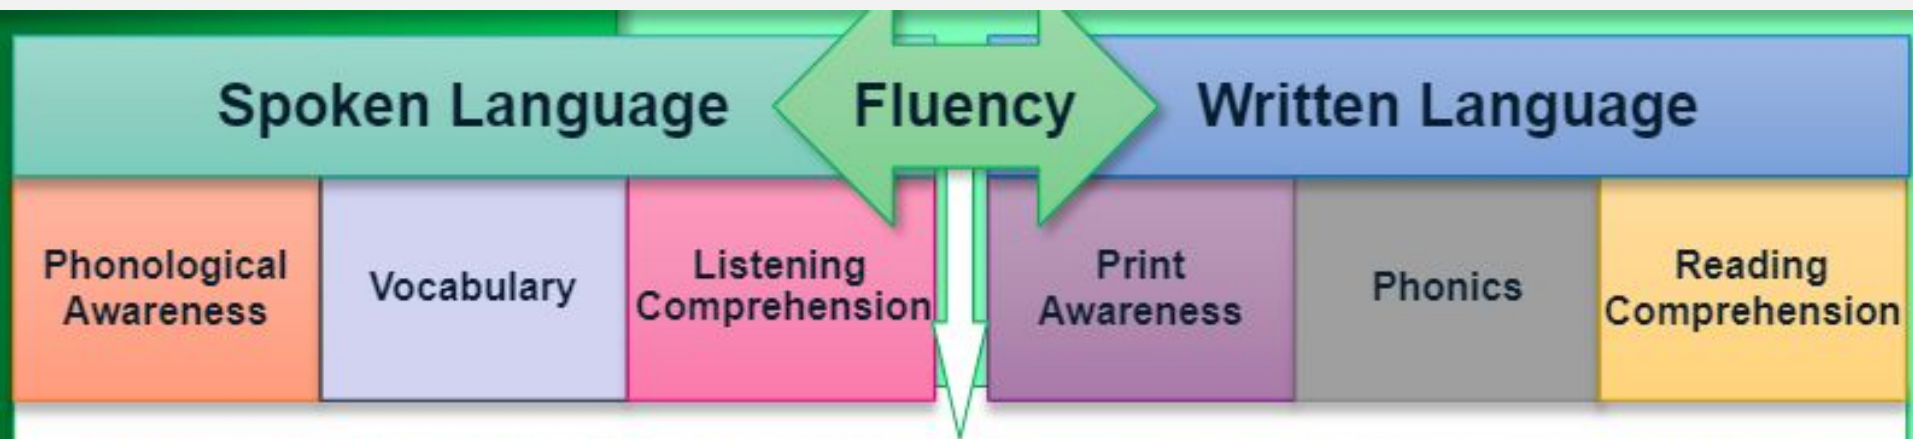 Spoken Language
Fluency
Written Language
Phonological
Awareness
Vocabulary
Listening
Comprehension
Print
Awareness
Phonics
Reading
Comprehension